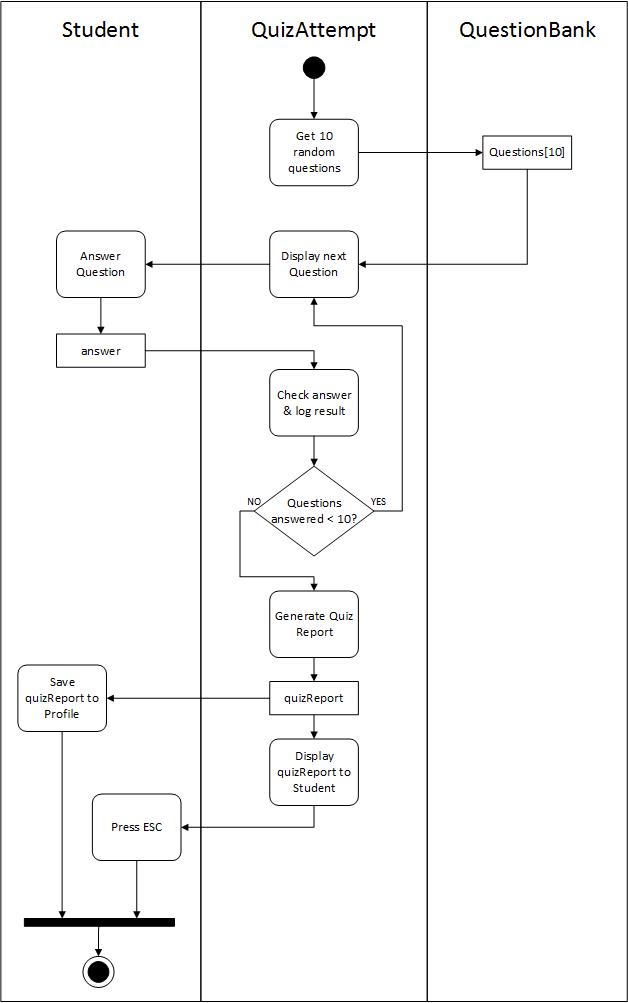 Student
QuizAttempt
QuestionBank
Get 10
random
questions
Questions[10]
Answer
Question
Display next
Question
answer
Check answer
& log result
NO
Questions
answered < 10?
YES
Generate Quiz
Report
Save
quizReport to
Profile
quizReport
Display
quizReport to
Student
Press ESC